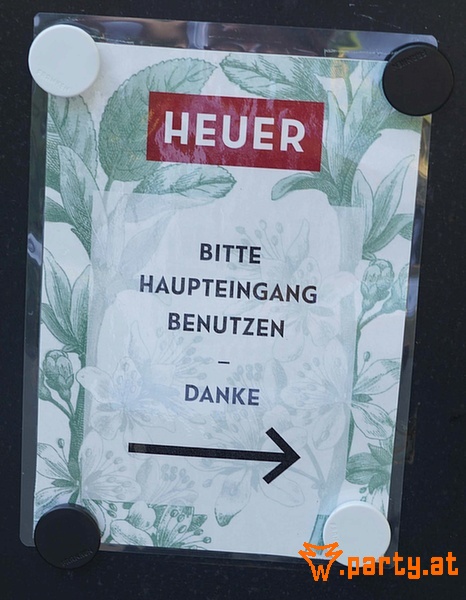 HEUER
BITTE
HAUPTEINGANG
BENUTZEN
–
DANKE
w.party.at